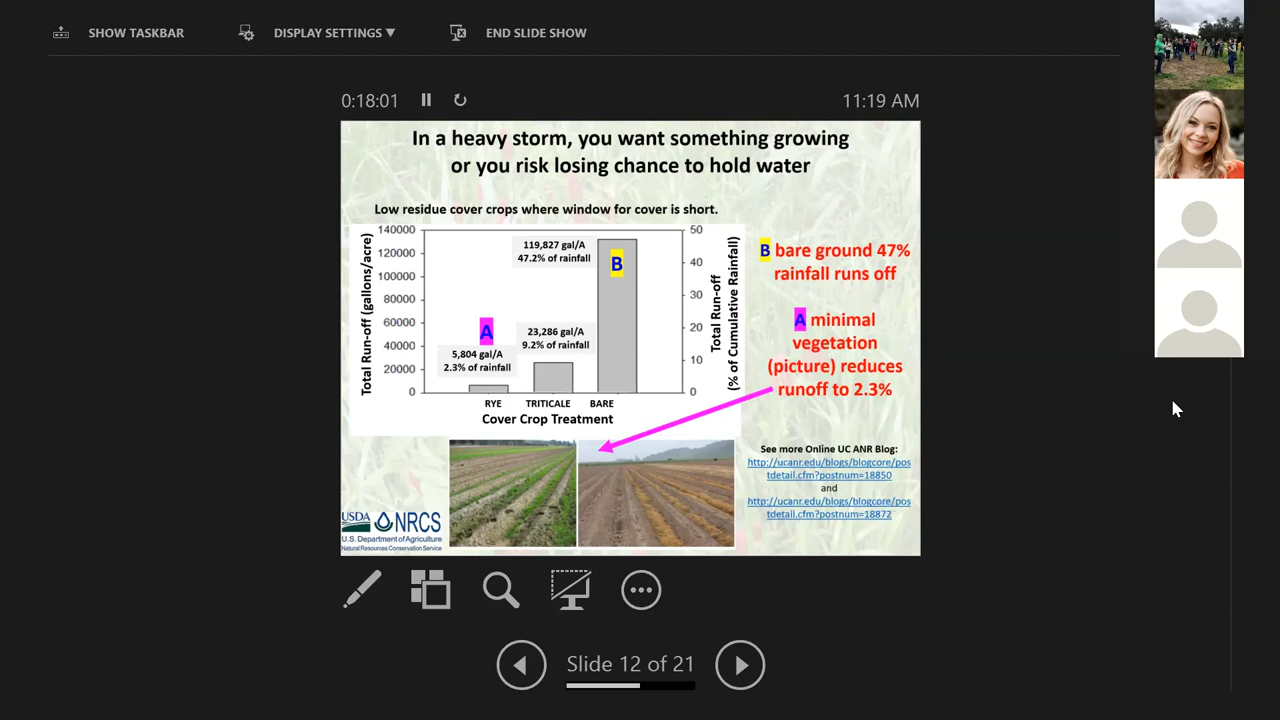 SHOW TASKBAR
DISPLAY SETTINGS ▼
END SLIDE SHOW
0:18:01
11:19 AM
In a heavy storm, you want something growing
or you risk losing chance to hold water
Low residue cover crops where window for cover is short.
Total Run-off (gallons/acre)
140000
120000
100000
80000
60000
40000
20000
0
A
5,804 gal/A
2.3% of rainfall
23,286 gal/A
9.2% of rainfall
119,827 gal/A
47.2% of rainfall
B
50
40
30
20
10
0
Total Run-off
(% of Cumulative Rainfall)
RYE
TRITICALE
BARE
Cover Crop Treatment
B bare ground 47%
rainfall runs off
A minimal
vegetation
(picture) reduces
runoff to 2.3%
See more Online UC ANR Blog:
http://ucanr.edu/blogs/blogcore/pos
tdetail.cfm?postnum=18850
and
http://ucanr.edu/blogs/blogcore/pos
tdetail.cfm?postnum=18872
USDA NRCS
U.S. Department of Agriculture
Natural Resources Conservation Service
Slide 12 of 21